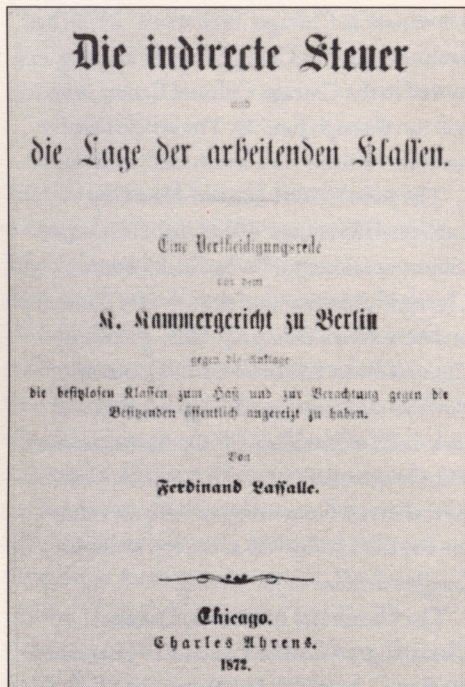 Die indirecte Steuer
und
die Lage der arbeitenden Klassen.
Eine Vertheidigungsrede
vor dem
K. Kammergericht zu Berlin
gegen die Anklage
die besitzlosen Klassen zum Haß und zur Verachtung gegen die
Besitzenden öffentlich angereizt zu haben.
Von
Ferdinand Lassalle.
Chicago.
Charles Ahrens.
1872.